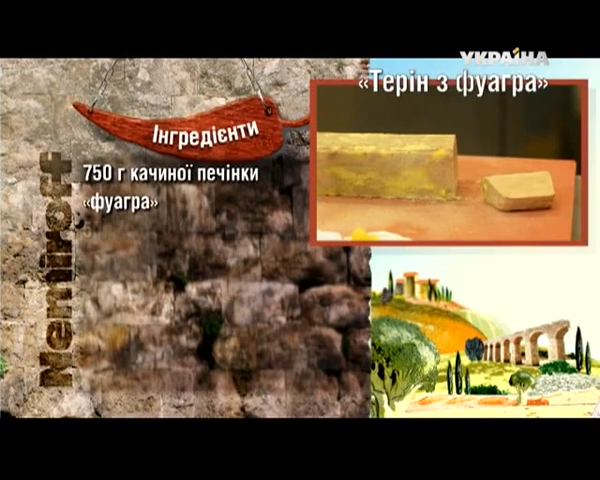 УКРАЇНА
«Терін з фуагра»
Інгредієнти
750 г качиної печінки
«фуагра»
Nemiroff